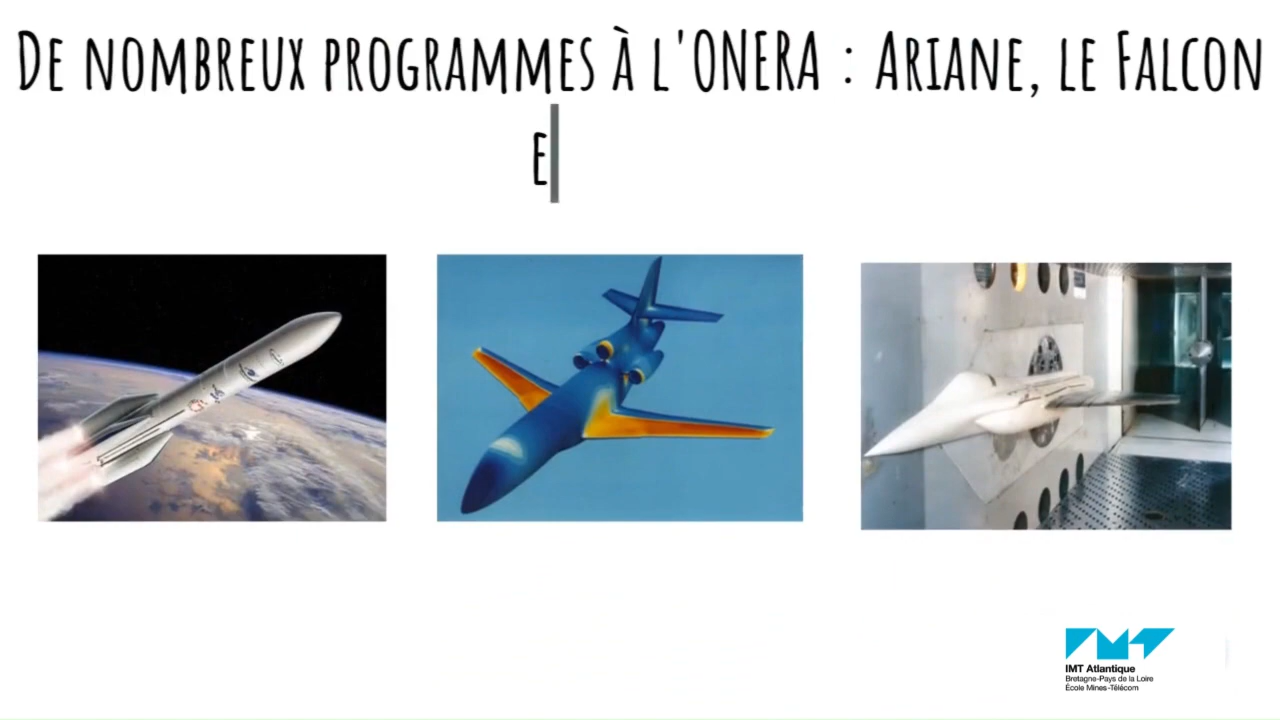 De nombreux programmes à l'ONERA : Ariane, le Falcon
e
IMT Atlantique
Bretagne-Pays de la Loire
École Mines-Télécom